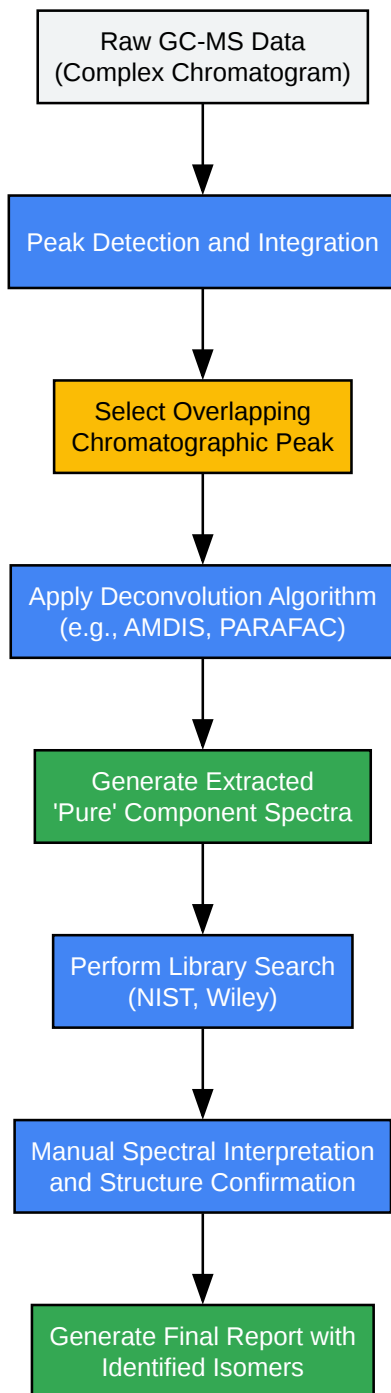 Raw GC-MS Data
(Complex Chromatogram)
Peak Detection and Integration
Select Overlapping
Chromatographic Peak
Apply Deconvolution Algorithm
(e.g., AMDIS, PARAFAC)
Generate Extracted
'Pure' Component Spectra
Perform Library Search
(NIST, Wiley)
Manual Spectral Interpretation
and Structure Confirmation
Generate Final Report with
Identified Isomers